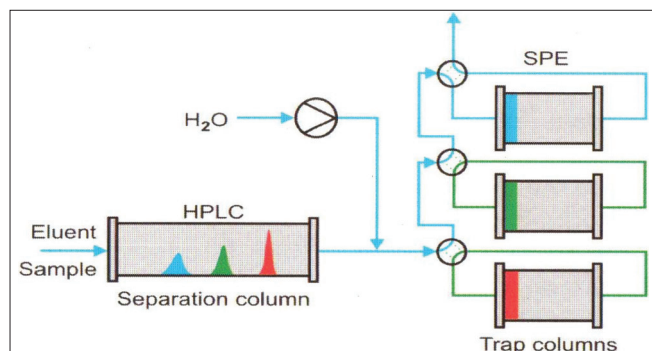 SPE
H₂O
HPLC
Eluent
Sample
Separation column
Trap columns